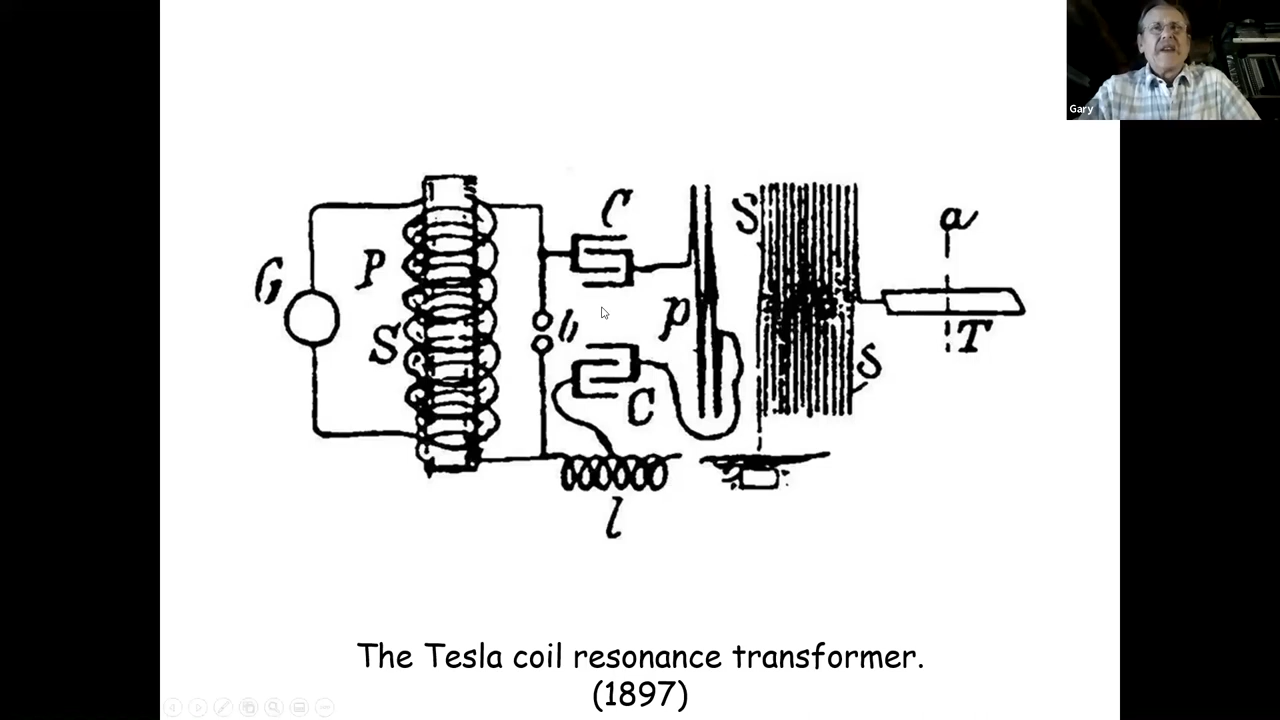 Gary
C
S
a
G
P
p
b
S
T
S
C
l
The Tesla coil resonance transformer.
(1897)